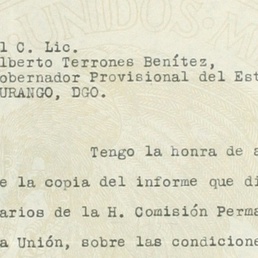 l C. Lic.
lberto Terrones Benítez,
obernador Provisional del Est
URANGO, DGO.
Tengo la honra de a
e la copia del informe que di
arios de la H. Comisión Perma
a Unión, sobre las condicione